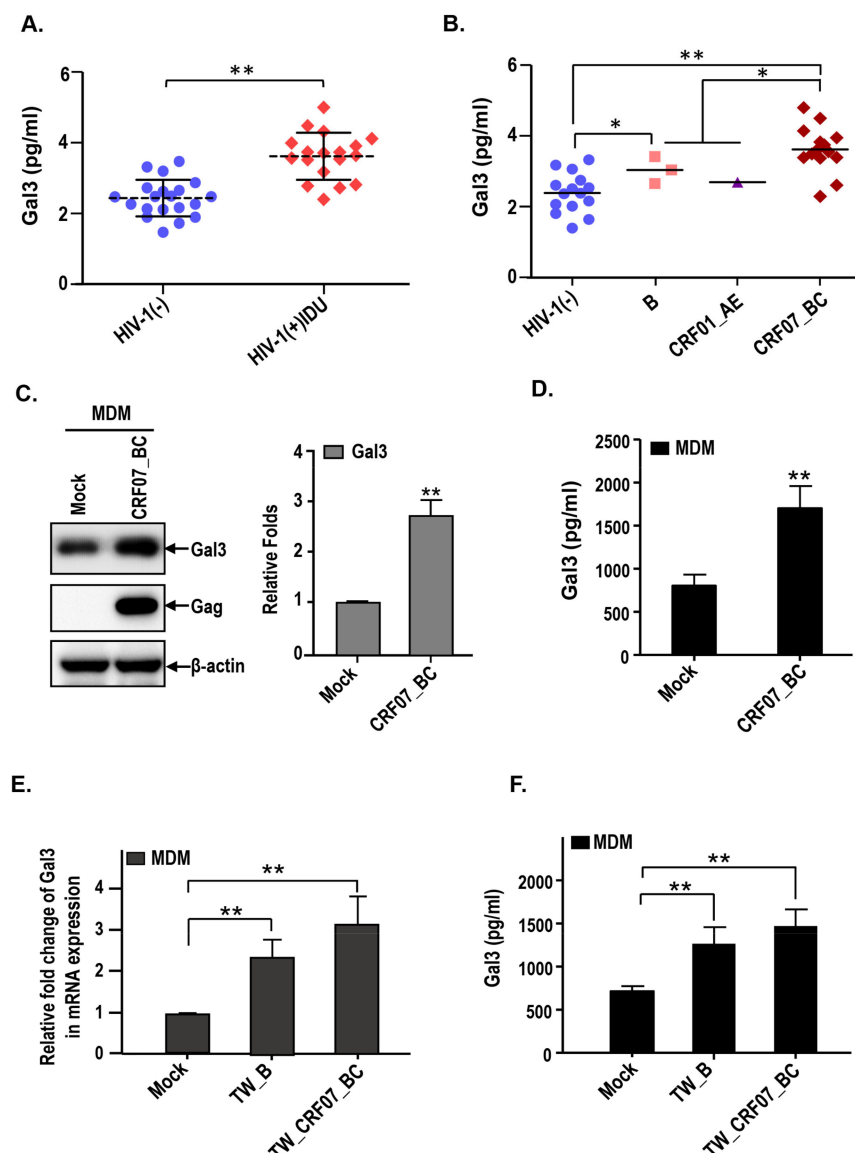 A.
Gal3 (pg/ml)
6
4
2
0
**
HIV-1(-)
HIV-1(+)IDU
B.
Gal3 (pg/ml)
6
4
2
0
**
*
*
HIV-1(-)
B
CRF01_AE
CRF07_BC
C.
MDM
Mock
CRF07_BC
Gal3
Gag
β-actin
Relative Folds
4
3
2
1
0
Gal3
**
Mock
CRF07_BC
D.
Gal3 (pg/ml)
2500
2000
1500
1000
500
0
MDM
**
Mock
CRF07_BC
E.
Relative fold change of Gal3
in mRNA expression
4
3
2
1
0
MDM
**
**
Mock
TW_B
TW_CRF07_BC
F.
Gal3 (pg/ml)
2000
1500
1000
500
0
MDM
**
**
Mock
TW_B
TW_CRF07_BC